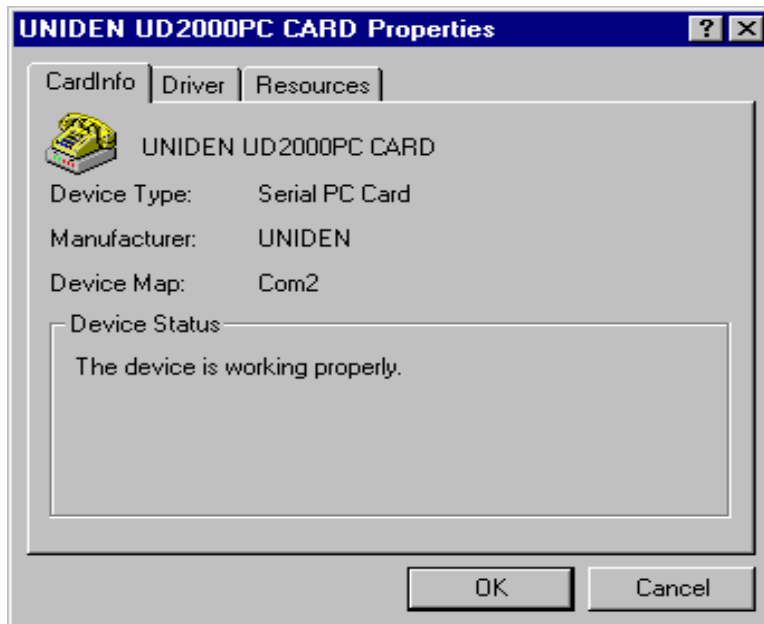 UNIDEN UD2000PC CARD Properties
CardInfo Driver Resources
UNIDEN UD2000PC CARD
Device Type: Serial PC Card
Manufacturer: UNIDEN
Device Map: Com2
Device Status
The device is working properly.
OK Cancel